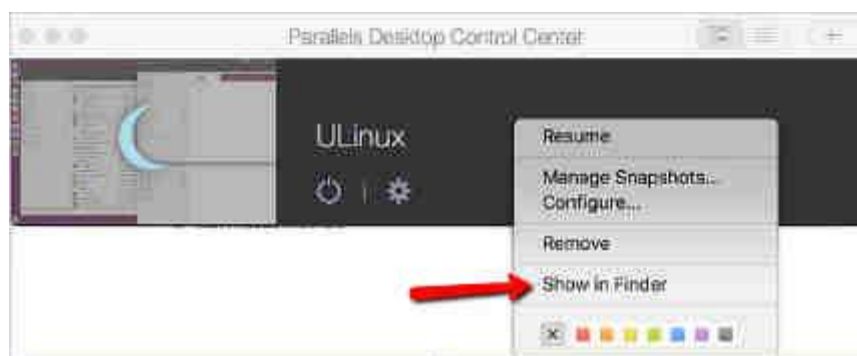 Parallels Desktop Control Center
ULinux
Resume
Manage Snapshots...
Configure...
Remove
Show in Finder